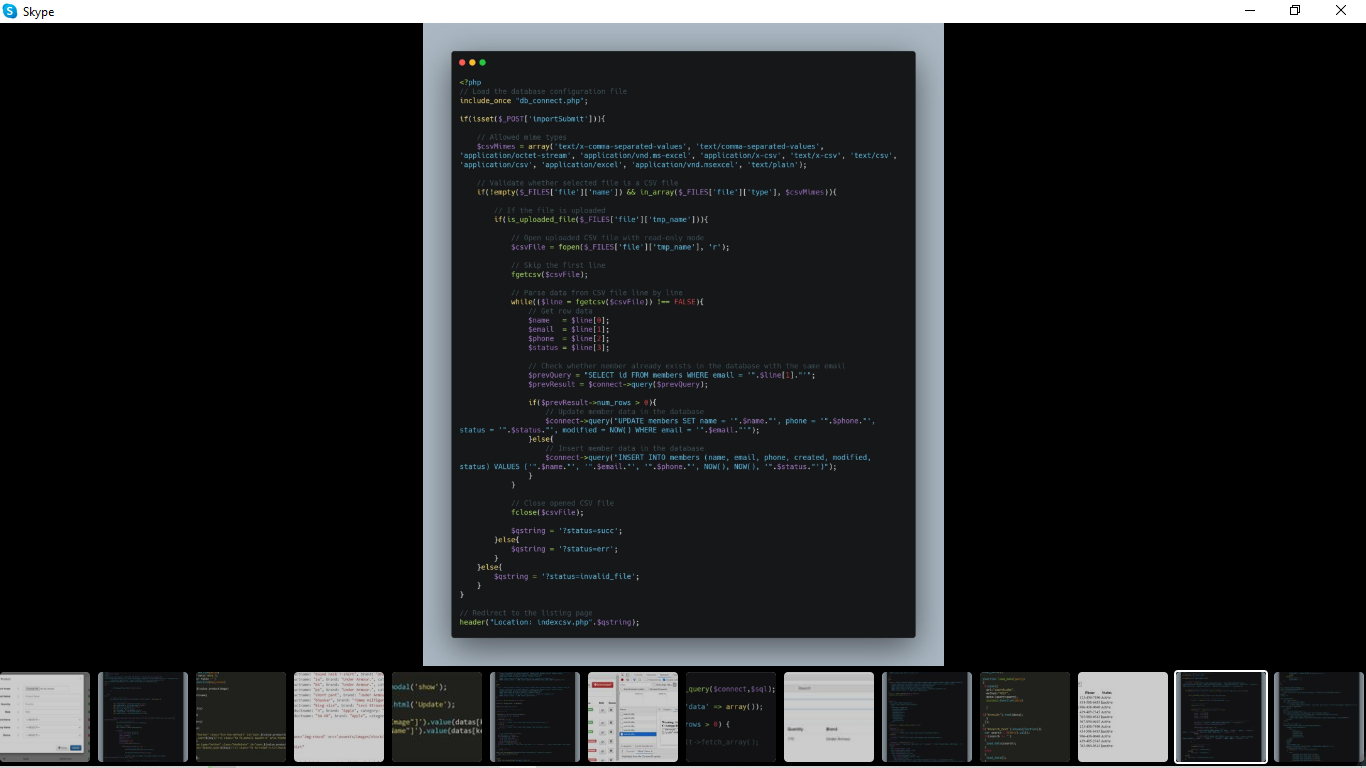 Skype
<?php
// Load the database configuration file
include_once "db_connect.php";
if(isset($_POST['importSubmit'])){
// Allowed mime types
$csvMimes = array('text/x-comma-separated-values', 'text/comma-separated-values',
'application/octet-stream', 'application/vnd.ms-excel', 'application/x-csv', 'text/x-csv', 'text/csv',
'application/csv', 'application/excel', 'application/vnd.msexcel', 'text/plain');
// Validate whether selected file is a CSV file
if(!empty($_FILES['file']['name']) && in_array($_FILES['file']['type'], $csvMimes)){
// If the file is uploaded
if(is_uploaded_file($_FILES['file']['tmp_name'])){
// Open uploaded CSV file with read-only mode
$csvFile = fopen($_FILES['file']['tmp_name'], 'r');
// Skip the first line
fgetcsv($csvFile);
// Parse data from CSV file line by line
while(($line = fgetcsv($csvFile)) !== FALSE){
// Get row data
$name = $line[0];
$email = $line[1];
$phone = $line[2];
$status = $line[3];
// Check whether member already exists in the database with the same email
$prevQuery = "SELECT id FROM members WHERE email = '".$line[1]."'";
$prevResult = $connect->query($prevQuery);
if($prevResult->num_rows > 0){
// Update member data in the database
$connect->query("UPDATE members SET name = '".$name."', phone = '".$phone."',
status = '".$status."', modified = NOW() WHERE email = '".$email."'");
}else{
// Insert member data in the database
$connect->query("INSERT INTO members (name, email, phone, created, modified,
status) VALUES ('".$name."', '".$email."', '".$phone."', NOW(), NOW(), '".$status."')");
}
}
// Close opened CSV file
fclose($csvFile);
$qstring = '?status=succ';
}else{
$qstring = '?status=err';
}
}else{
$qstring = '?status=invalid_file';
}
}
// Redirect to the listing page
header("Location: indexcsv.php".$qstring);
odal('show');
html('Update');
mage"]').value(datas[k
ame"]').value(datas[ke
_query($connect,$sql);
'data' => array());
rows > 0) {
lt->fetch_array();
Search
Quantity
Brand
Phone Status